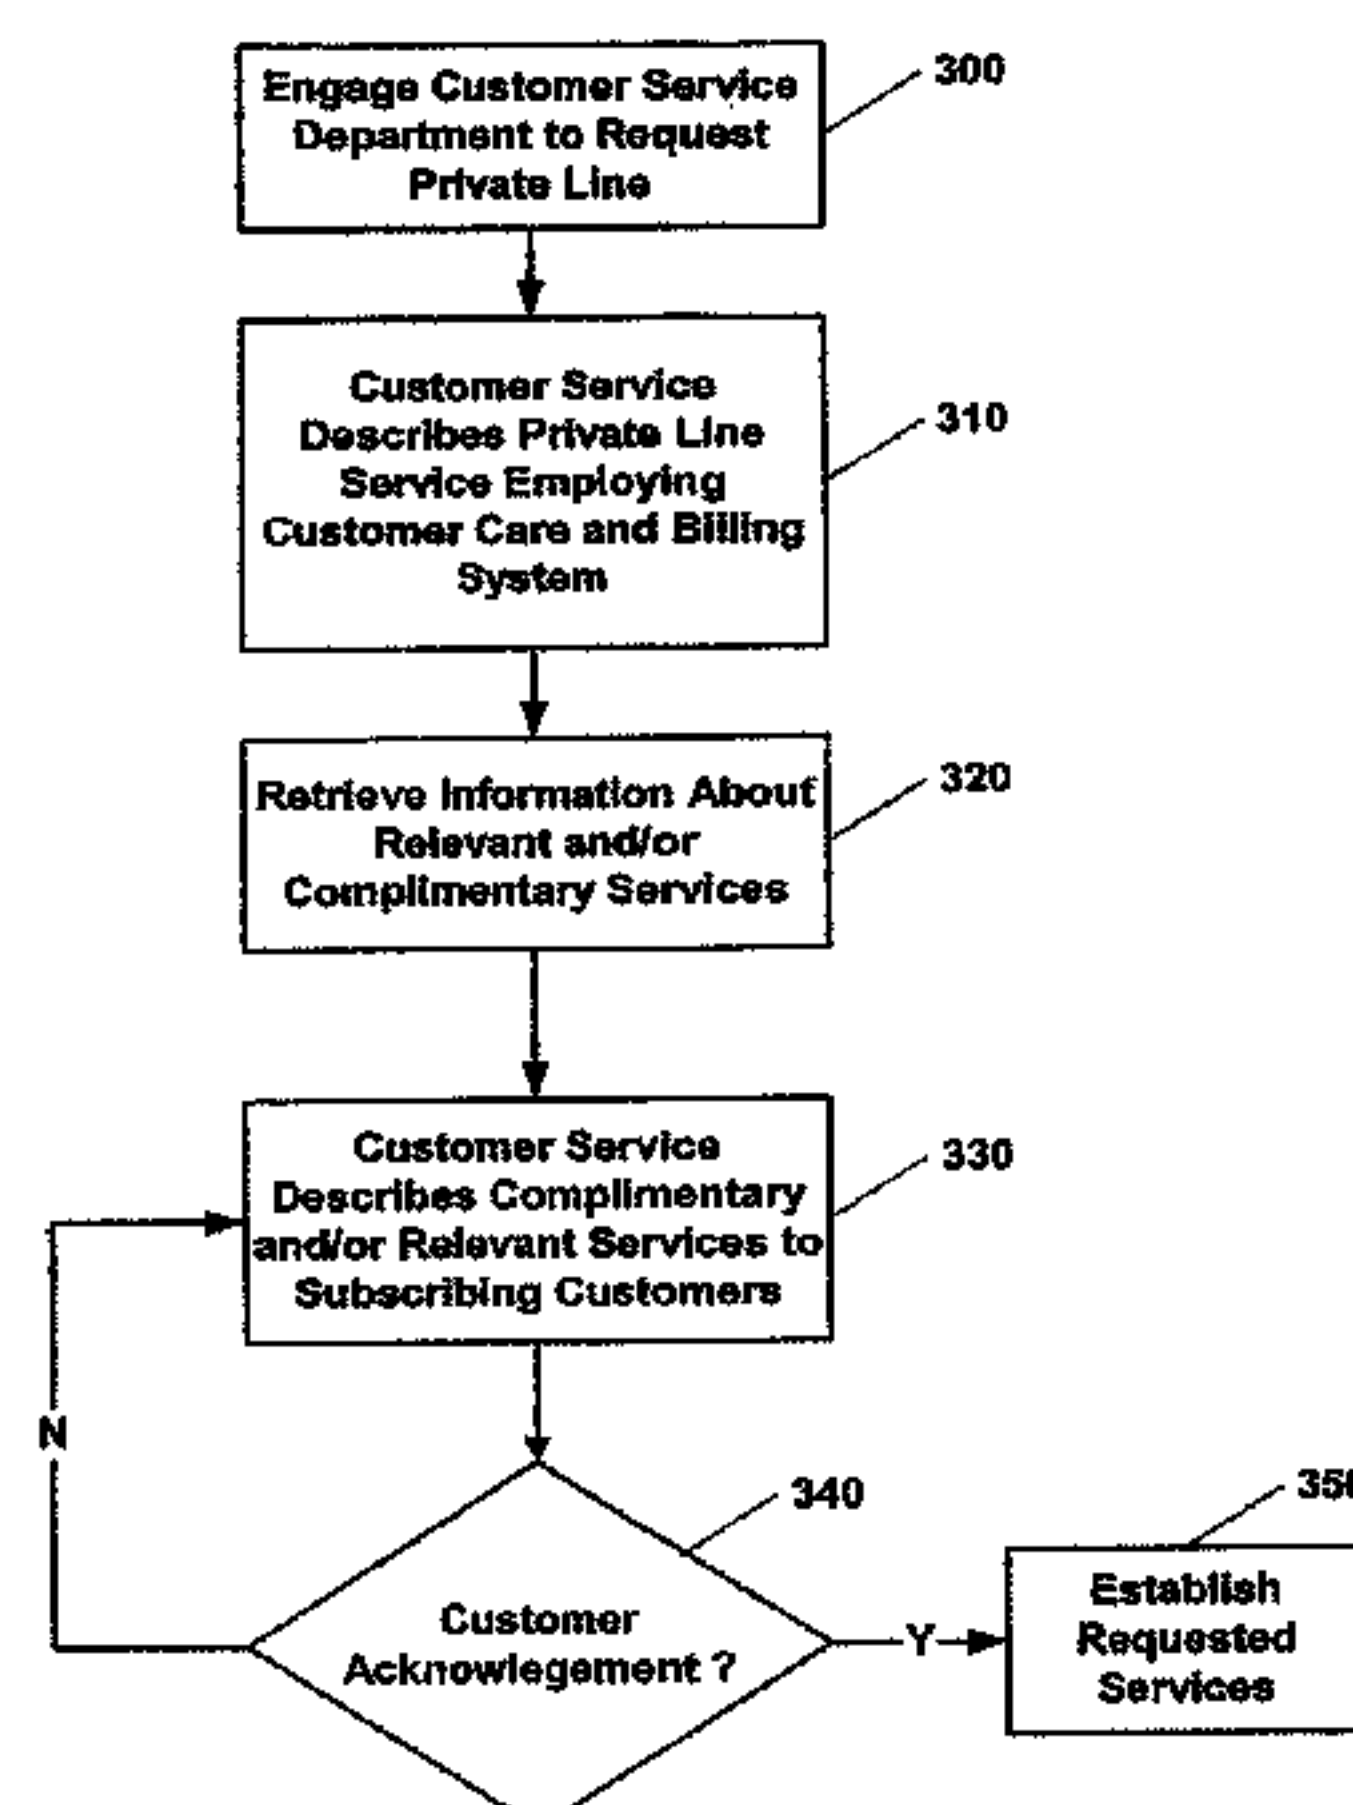 Engage Customer Service
Department to Request
Private Line
300
Customer Service
Describes Private Line
Service Employing
Customer Care and Billing
System
310
Retrieve Information About
Relevant and/or
Complimentary Services
320
Customer Service
Describes Complimentary
and/or Relevant Services to
Subscribing Customers
330
N
340
Customer
Acknowlegement ?
Y
Establish
Requested
Services